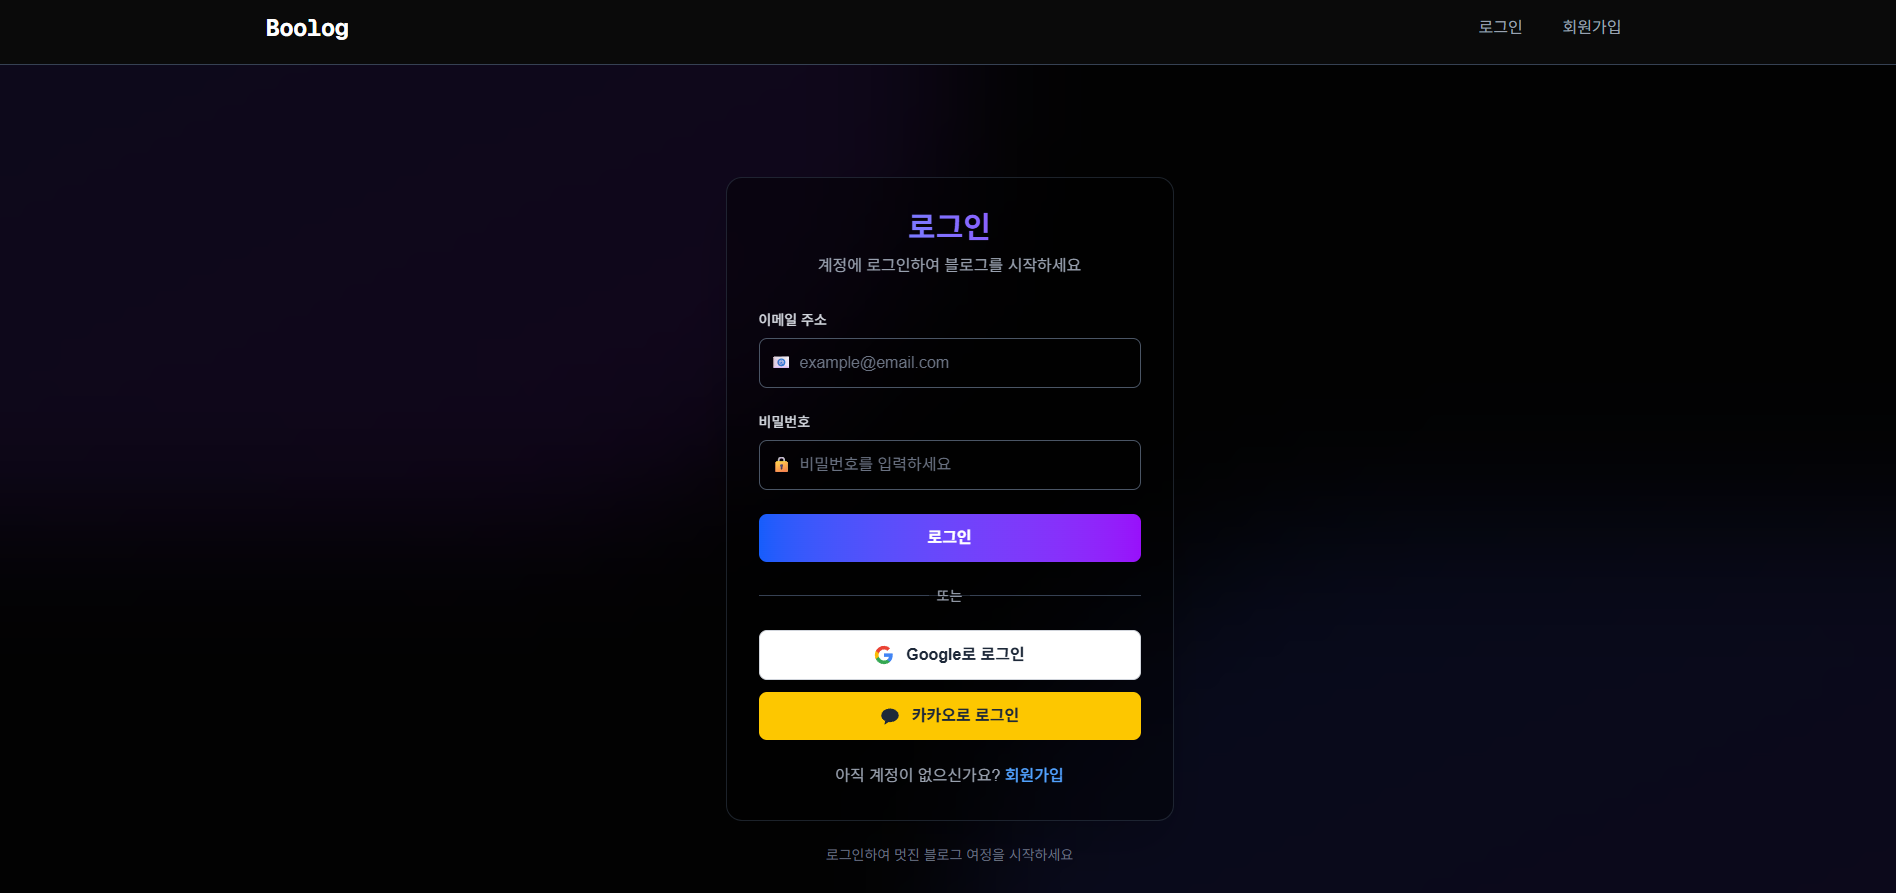 Boolog
로그인
회원가입
로그인
계정에 로그인하여 블로그를 시작하세요
이메일 주소
example@email.com
비밀번호
비밀번호를 입력하세요
로그인
또는
Google로 로그인
카카오로 로그인
아직 계정이 없으신가요? 회원가입
로그인하여 멋진 블로그 여정을 시작하세요